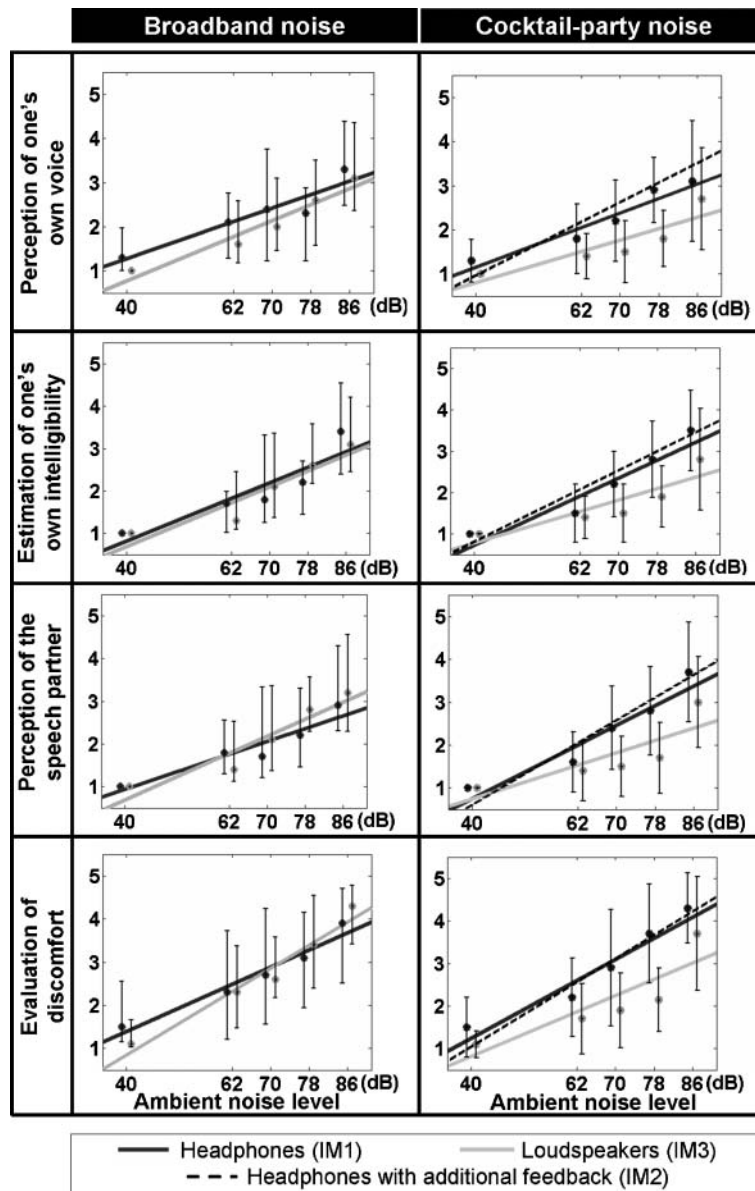 Broadband noise
Cocktail-party noise
Perception of one's
own voice
5
4
3
2
1
40 62 70 78 86 (dB)
5
4
3
2
1
40 62 70 78 86 (dB)
Estimation of one's
own intelligibility
5
4
3
2
1
40 62 70 78 86 (dB)
5
4
3
2
1
40 62 70 78 86 (dB)
Perception of the
speech partner
5
4
3
2
1
40 62 70 78 86 (dB)
5
4
3
2
1
40 62 70 78 86 (dB)
Evaluation of
discomfort
5
4
3
2
1
40 62 70 78 86 (dB)
Ambient noise level
5
4
3
2
1
40 62 70 78 86 (dB)
Ambient noise level
Headphones (IM1) Loudspeakers (IM3)
Headphones with additional feedback (IM2)